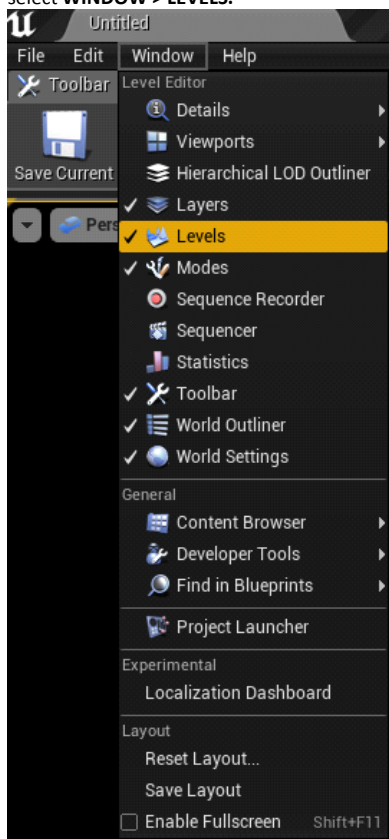 select WINDOW > LEVELS.
Untitled
File Edit Window Help
Toolbar
Level Editor
Details
Viewports
Save Current
Hierarchical LOD Outliner
Layers
Pers
Levels
Modes
Sequence Recorder
Sequencer
Statistics
Toolbar
World Outliner
World Settings
General
Content Browser
Developer Tools
Find in Blueprints
Project Launcher
Experimental
Localization Dashboard
Layout
Reset Layout...
Save Layout
Enable Fullscreen Shift+F11